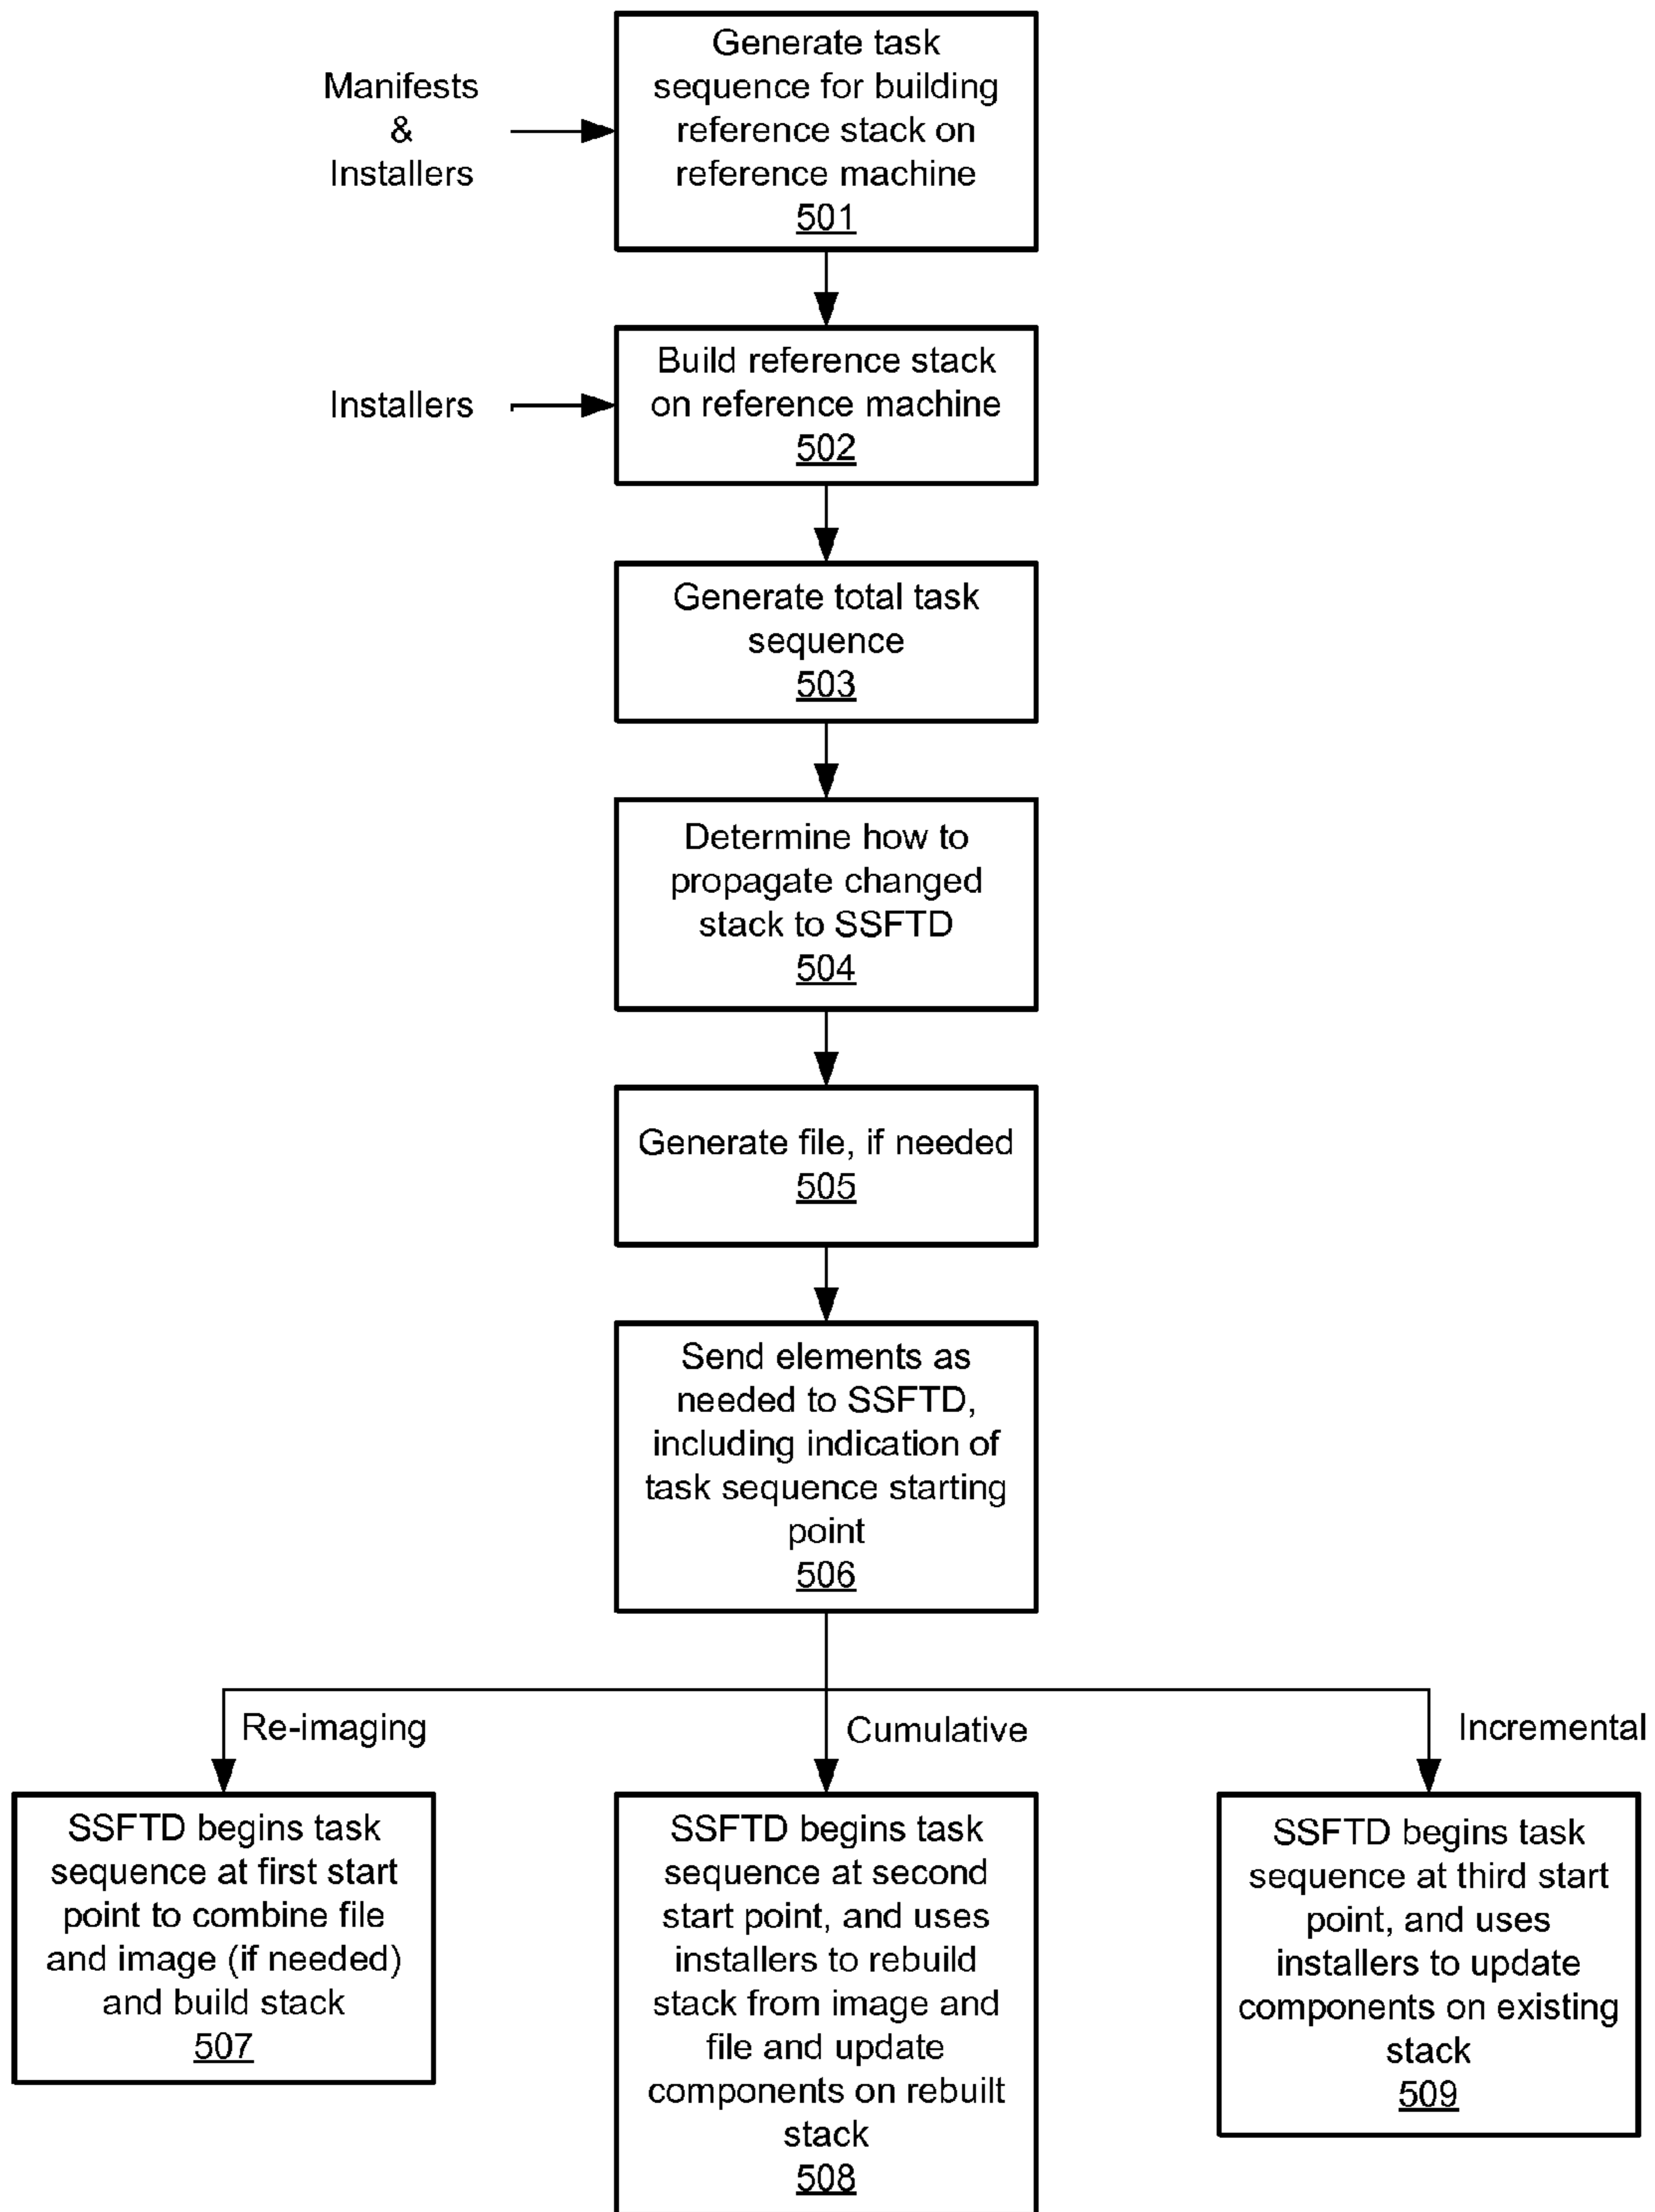 Generate task
sequence for building
reference stack on
reference machine
501
Manifests
&
Installers
Build reference stack
on reference machine
502
Installers
Generate total task
sequence
503
Determine how to
propagate changed
stack to SSFTD
504
Generate file, if needed
505
Send elements as
needed to SSFTD,
including indication of
task sequence starting
point
506
Re-imaging
Cumulative
Incremental
SSFTD begins task
sequence at first start
point to combine file
and image (if needed)
and build stack
507
SSFTD begins task
sequence at second
start point, and uses
installers to rebuild
stack from image and
file and update
components on rebuilt
stack
508
SSFTD begins task
sequence at third start
point, and uses
installers to update
components on existing
stack
509